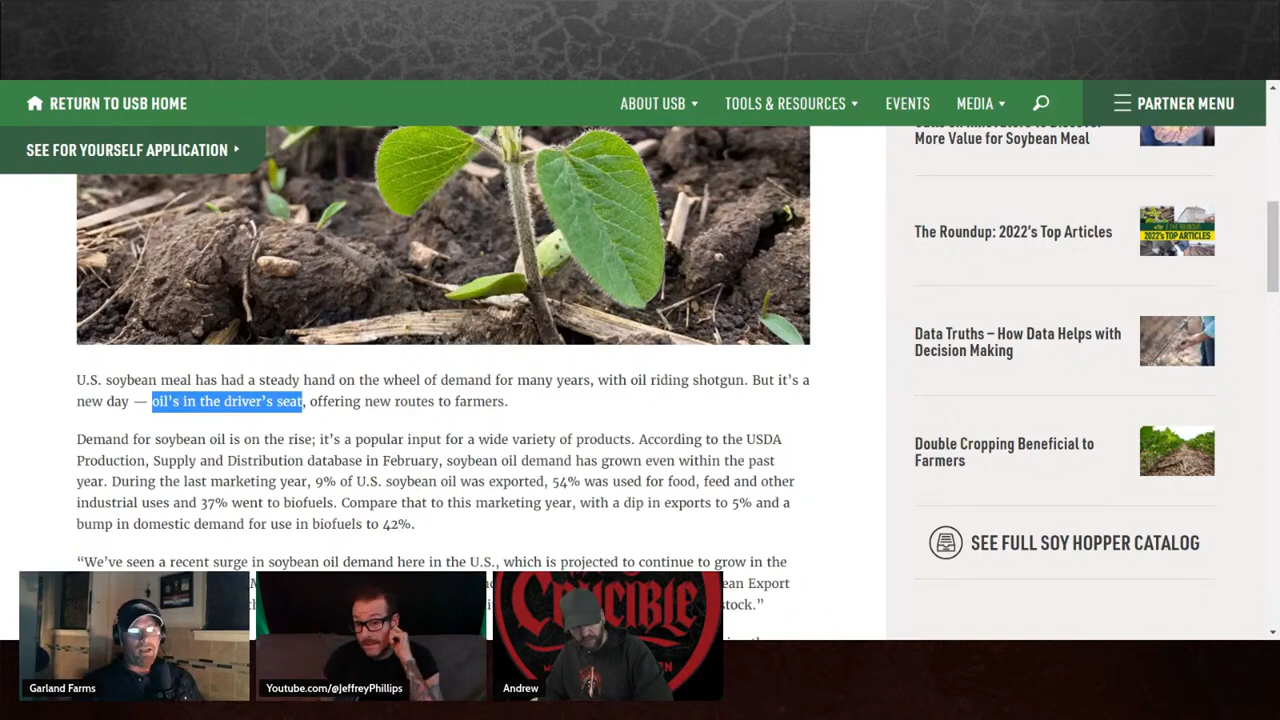 RETURN TO USB HOME
ABOUT USB
TOOLS & RESOURCES
EVENTS
MEDIA
PARTNER MENU
SEE FOR YOURSELF APPLICATION
More Value for Soybean Meal
The Roundup: 2022's Top Articles
2022's TOP ARTICLES
Data Truths – How Data Helps with
Decision Making
Double Cropping Beneficial to
Farmers
SEE FULL SOY HOPPER CATALOG
U.S. soybean meal has had a steady hand on the wheel of demand for many years, with oil riding shotgun. But it's a
new day — oil's in the driver's seat, offering new routes to farmers.
Demand for soybean oil is on the rise; it's a popular input for a wide variety of products. According to the USDA
Production, Supply and Distribution database in February, soybean oil demand has grown even within the past
year. During the last marketing year, 9% of U.S. soybean oil was exported, 54% was used for food, feed and other
industrial uses and 37% went to biofuels. Compare that to this marketing year, with a dip in exports to 5% and a
bump in domestic demand for use in biofuels to 42%.
“We've seen a recent surge in soybean oil demand here in the U.S., which is projected to continue to grow in the
Export
stock.”
CRUCIBLE
Garland Farms
Youtube.com/@JeffreyPhillips
Andrew